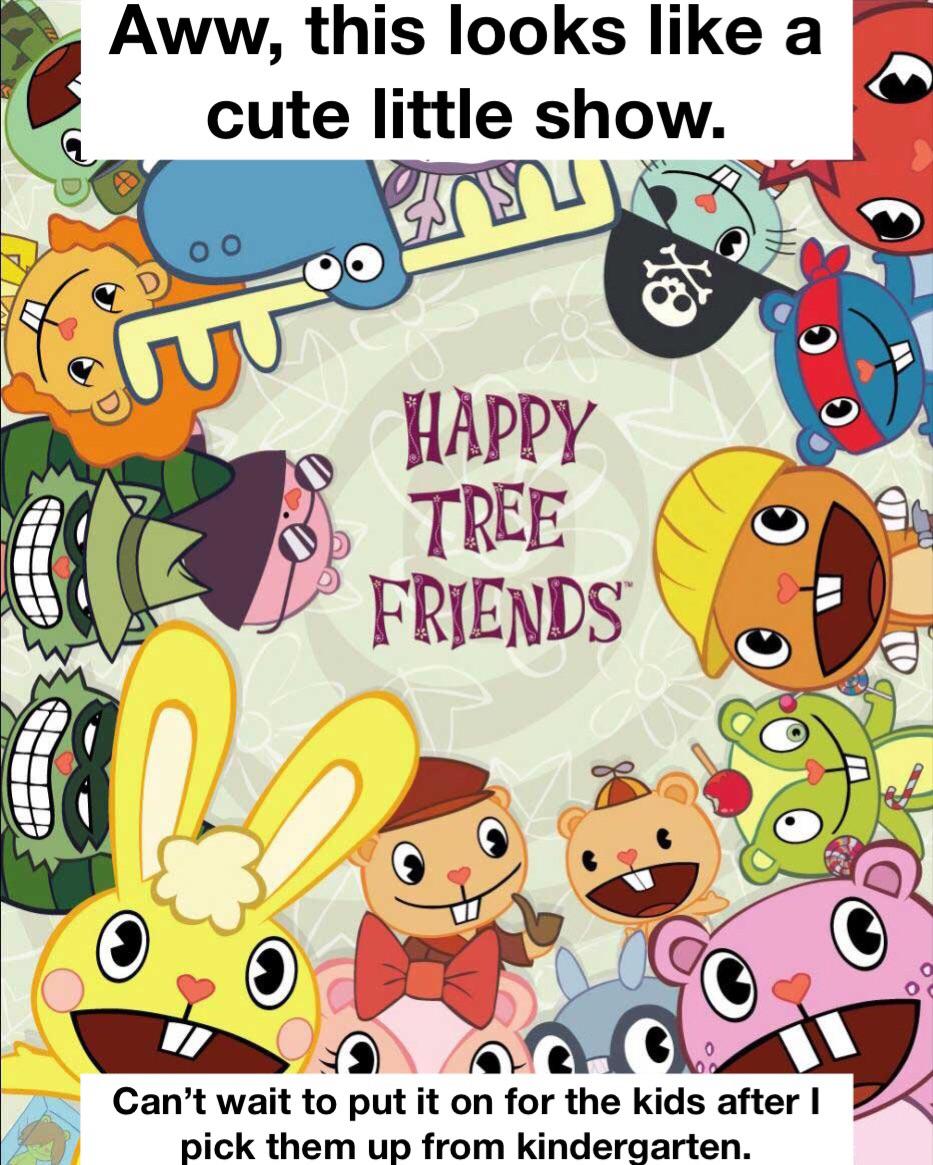 Aww, this looks like a
cute little show.
HAPPY
TREE
FRIENDS™
Can’t wait to put it on for the kids after I
pick them up from kindergarten.